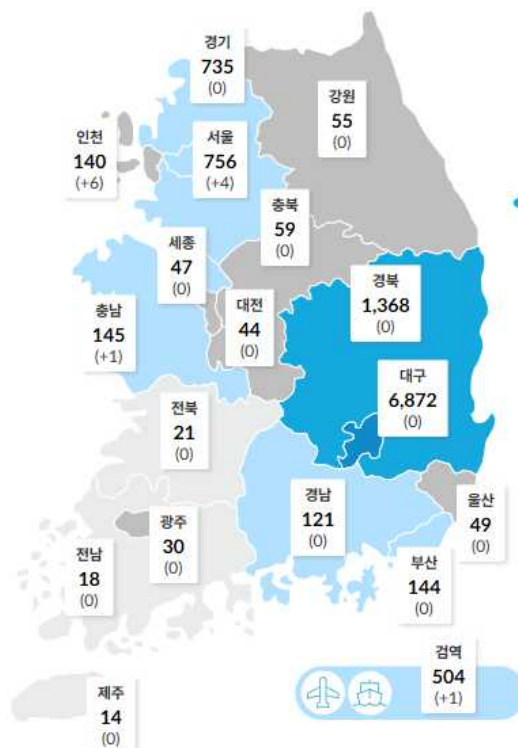 경기
735
(0)
강원
55
(0)
인천
140
(+6)
서울
756
(+4)
충북
59
(0)
세종
47
(0)
경북
1,368
(0)
대전
44
(0)
충남
145
(+1)
대구
6,872
(0)
전북
21
(0)
경남
121
(0)
울산
49
(0)
광주
30
(0)
전남
18
(0)
부산
144
(0)
검역
504
(+1)
제주
14
(0)